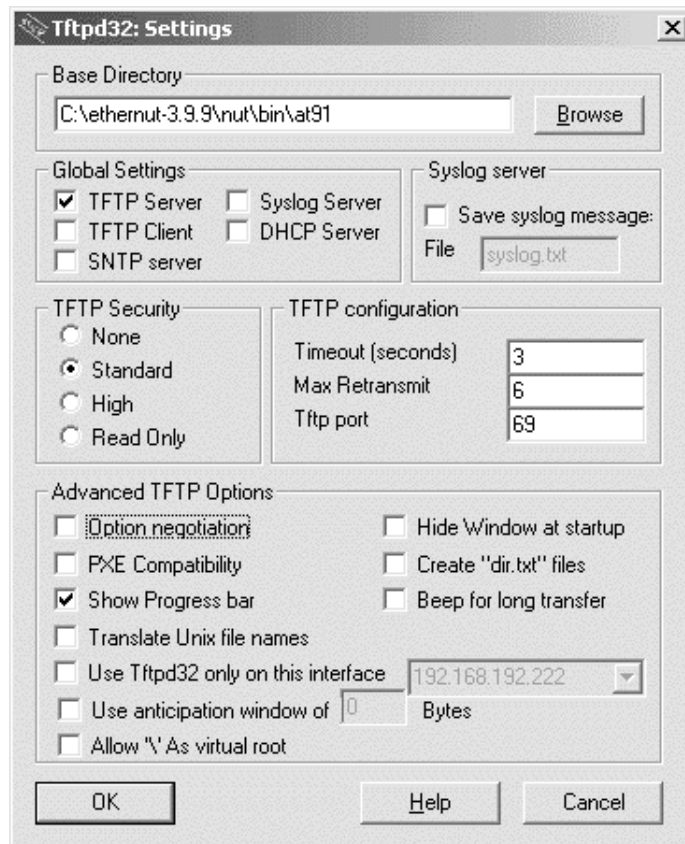 Tftpd32: Settings
Base Directory
C:\ethernut-3.9.9\nut\bin\at91
Browse
Global Settings
TFTP Server
Syslog Server
TFTP Client
DHCP Server
SNTP server
Syslog server
Save syslog message:
File
syslog.txt
TFTP Security
None
Standard
High
Read Only
TFTP configuration
Timeout (seconds)
3
Max Retransmit
6
Tftp port
69
Advanced TFTP Options
Option negotiation
Hide Window at startup
PXE Compatibility
Create "dir.txt" files
Show Progress bar
Beep for long transfer
Translate Unix file names
Use Tftpd32 only on this interface
192.168.192.222
Use anticipation window of
0
Bytes
Allow '\' As virtual root
OK
Help
Cancel